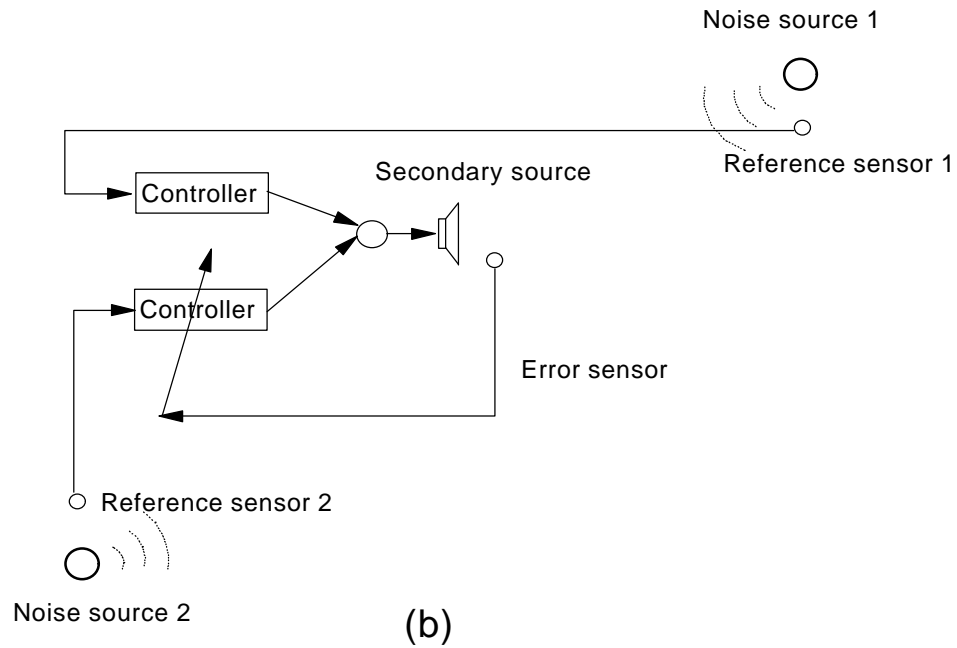 Noise source 1
Reference sensor 1
Secondary source
Controller
Controller
Error sensor
Reference sensor 2
Noise source 2
(b)